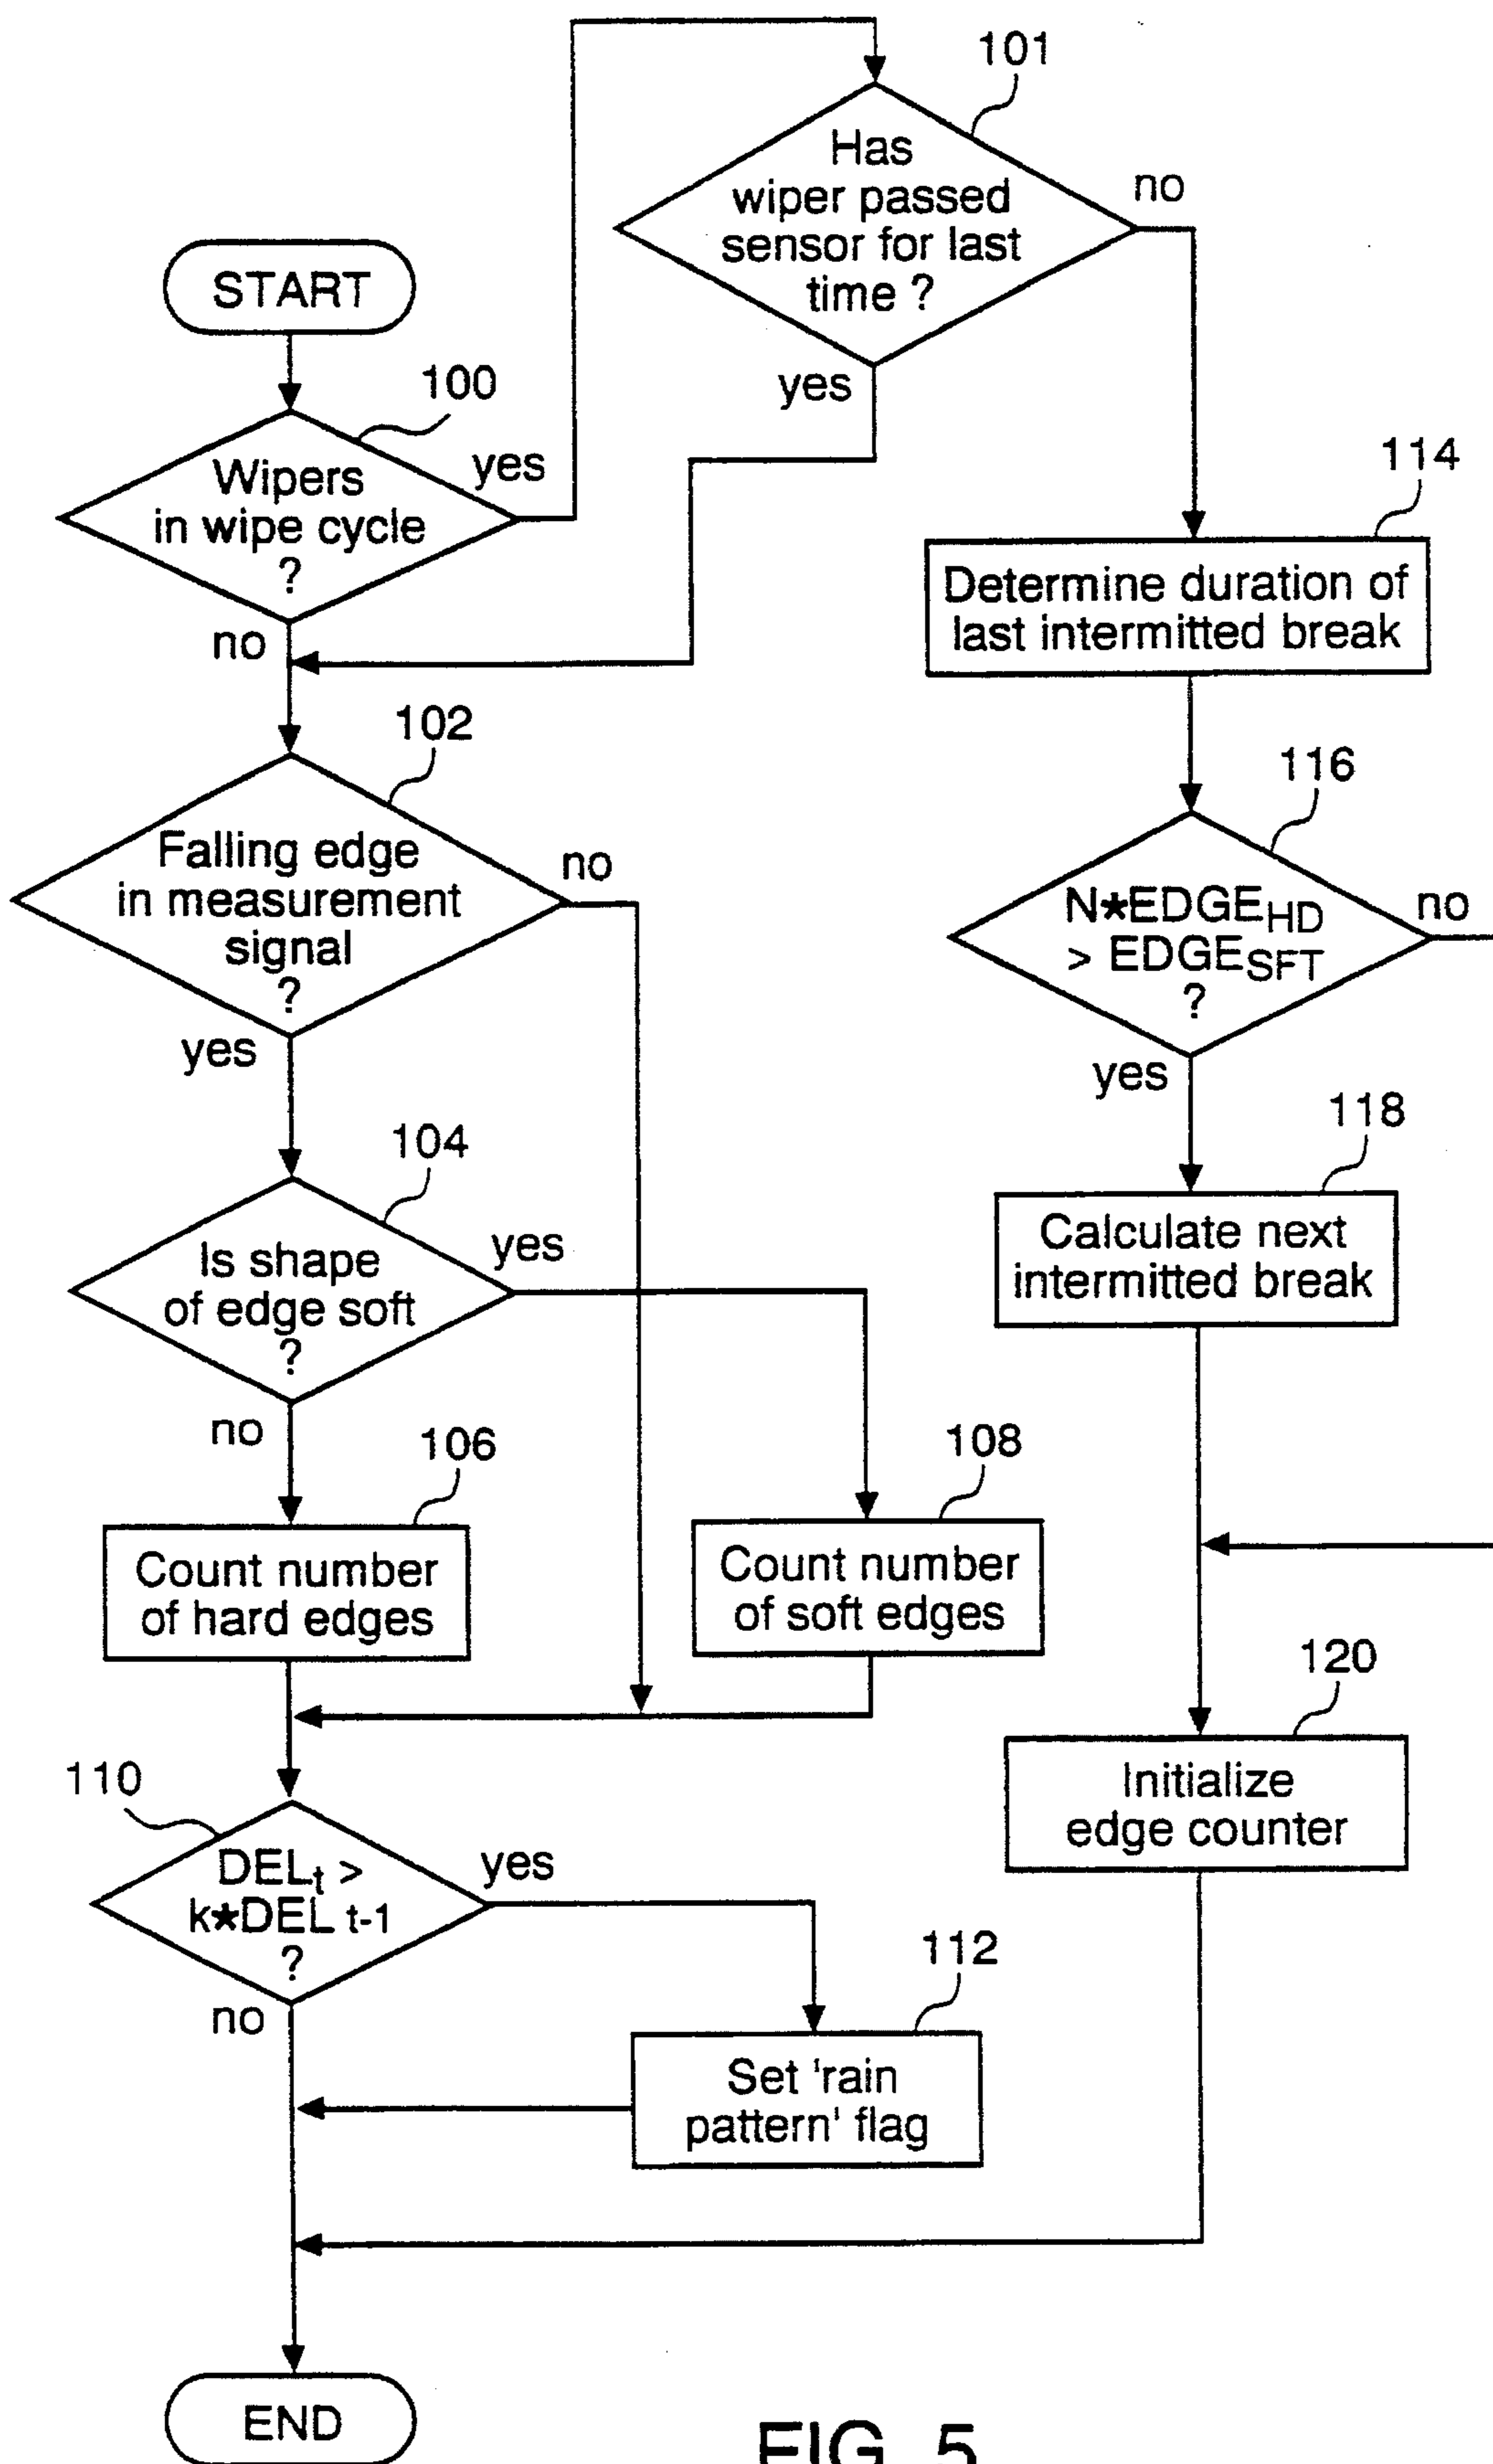 101
Has
wiper passed
sensor for last
time ?
no
yes
START
100
Wipers
in wipe cycle
?
yes
no
114
Determine duration of
last intermitted break
102
Falling edge
in measurement
signal
?
no
yes
116
N★EDGE_HD
> EDGE_SFT
?
no
yes
104
Is shape
of edge soft
?
yes
no
118
Calculate next
intermitted break
106
Count number
of hard edges
108
Count number
of soft edges
120
Initialize
edge counter
110
DEL_t >
k★DEL t-1
?
yes
no
112
Set 'rain
pattern' flag
END
FIG. 5